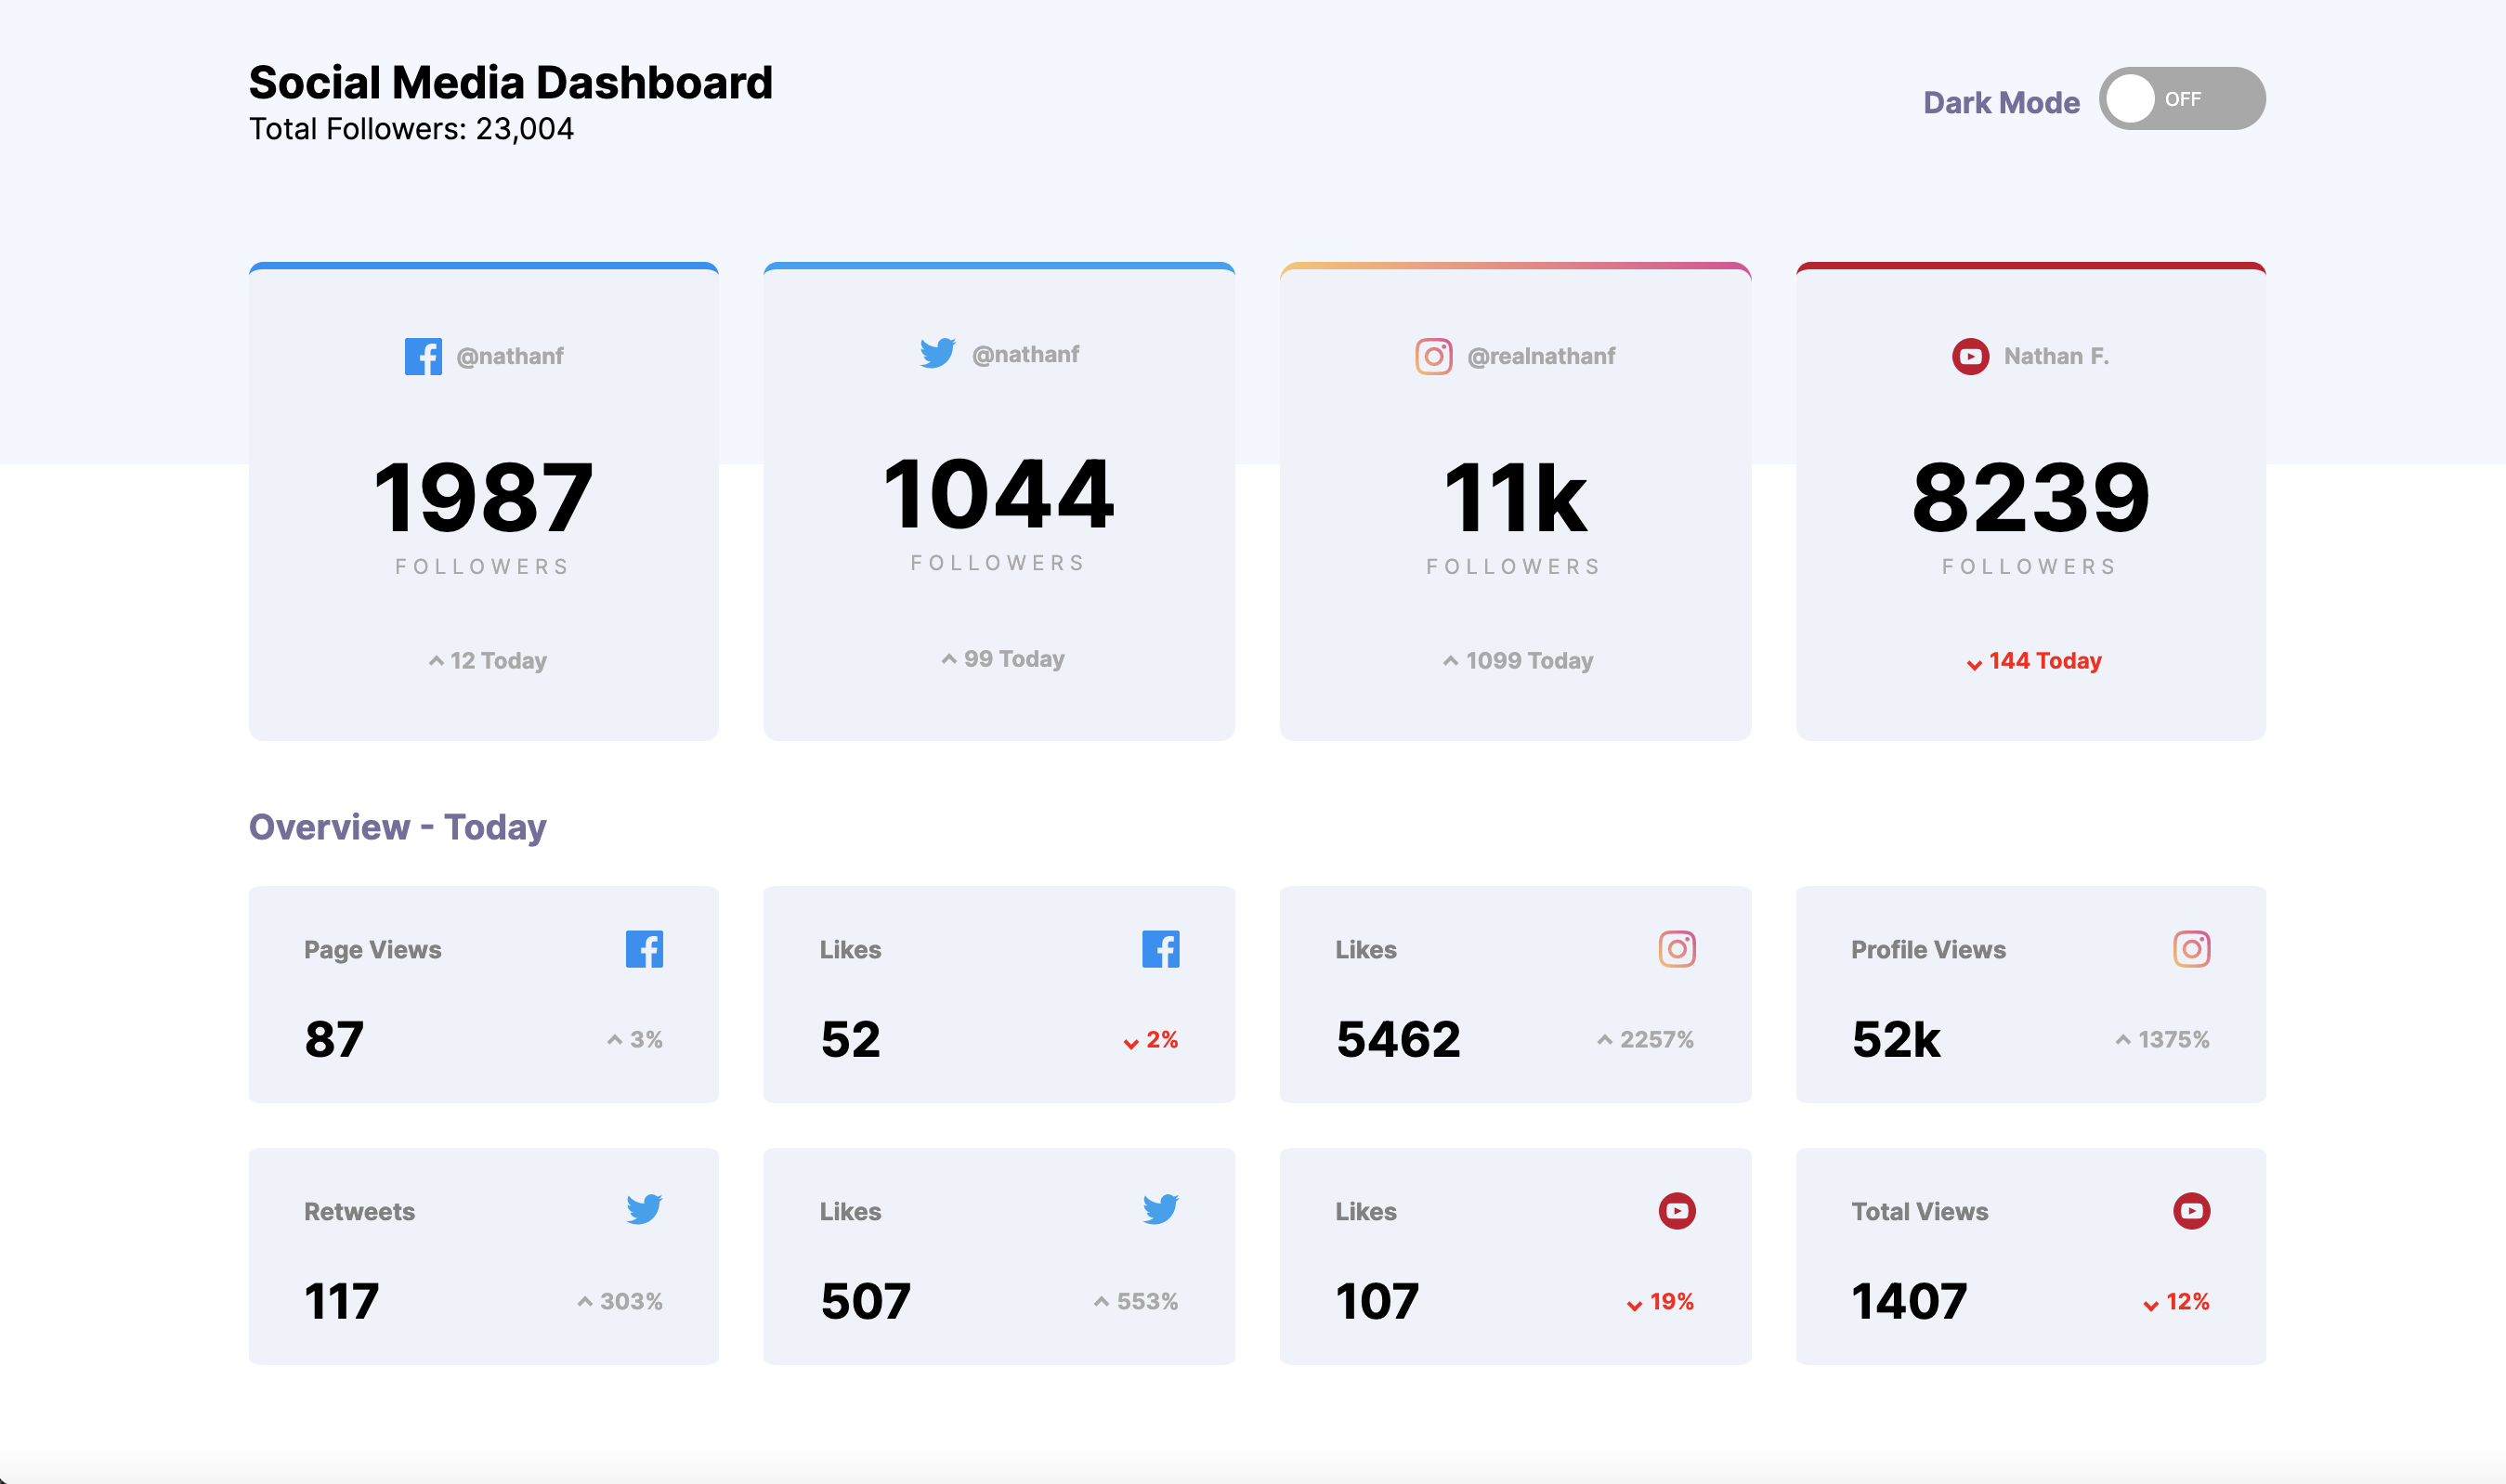 Social Media Dashboard
Total Followers: 23,004
Dark Mode
OFF
@nathanf
1987
FOLLOWERS
12 Today
@nathanf
1044
FOLLOWERS
99 Today
@realnathanf
11k
FOLLOWERS
1099 Today
Nathan F.
8239
FOLLOWERS
144 Today
Overview - Today
Page Views
87
3%
Likes
52
2%
Likes
5462
2257%
Profile Views
52k
1375%
Retweets
117
303%
Likes
507
553%
Likes
107
19%
Total Views
1407
12%